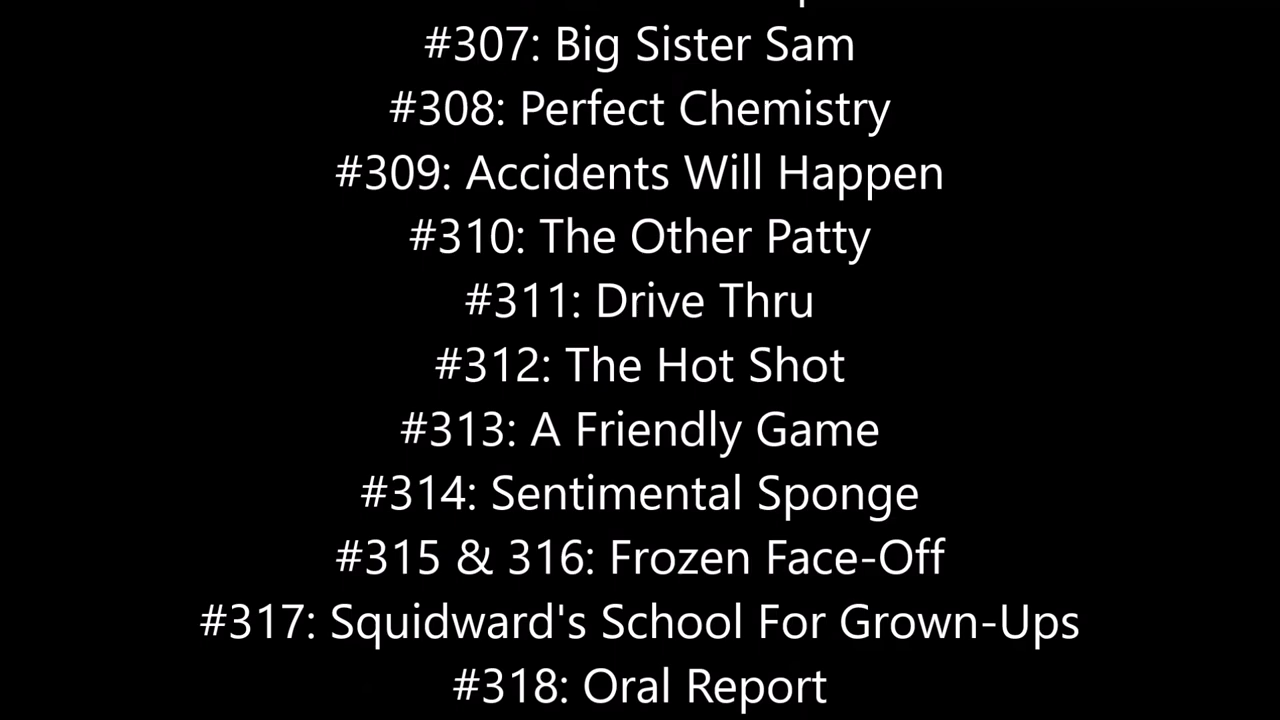 #307: Big Sister Sam
#308: Perfect Chemistry
#309: Accidents Will Happen
#310: The Other Patty
#311: Drive Thru
#312: The Hot Shot
#313: A Friendly Game
#314: Sentimental Sponge
#315 & 316: Frozen Face-Off
#317: Squidward's School For Grown-Ups
#318: Oral Report